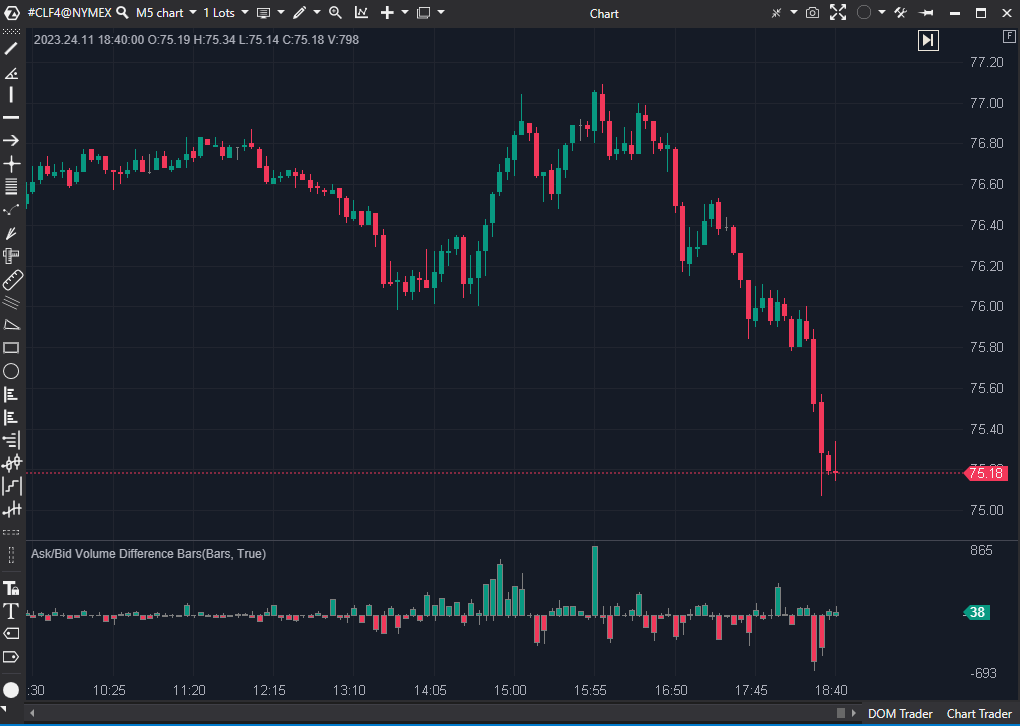 #CLF4@NYMEX M5 chart 1 Lots Chart
2023.24.11 18:40:00 O:75.19 H:75.34 L:75.14 C:75.18 V:798
F
77.20
77.00
76.80
76.60
76.40
76.20
76.00
75.80
75.60
75.40
75.18
75.00
Ask/Bid Volume Difference Bars(Bars, True)
865
38
-693
:30 10:25 11:20 12:15 13:10 14:05 15:00 15:55 16:50 17:45 18:40
DOM Trader Chart Trader